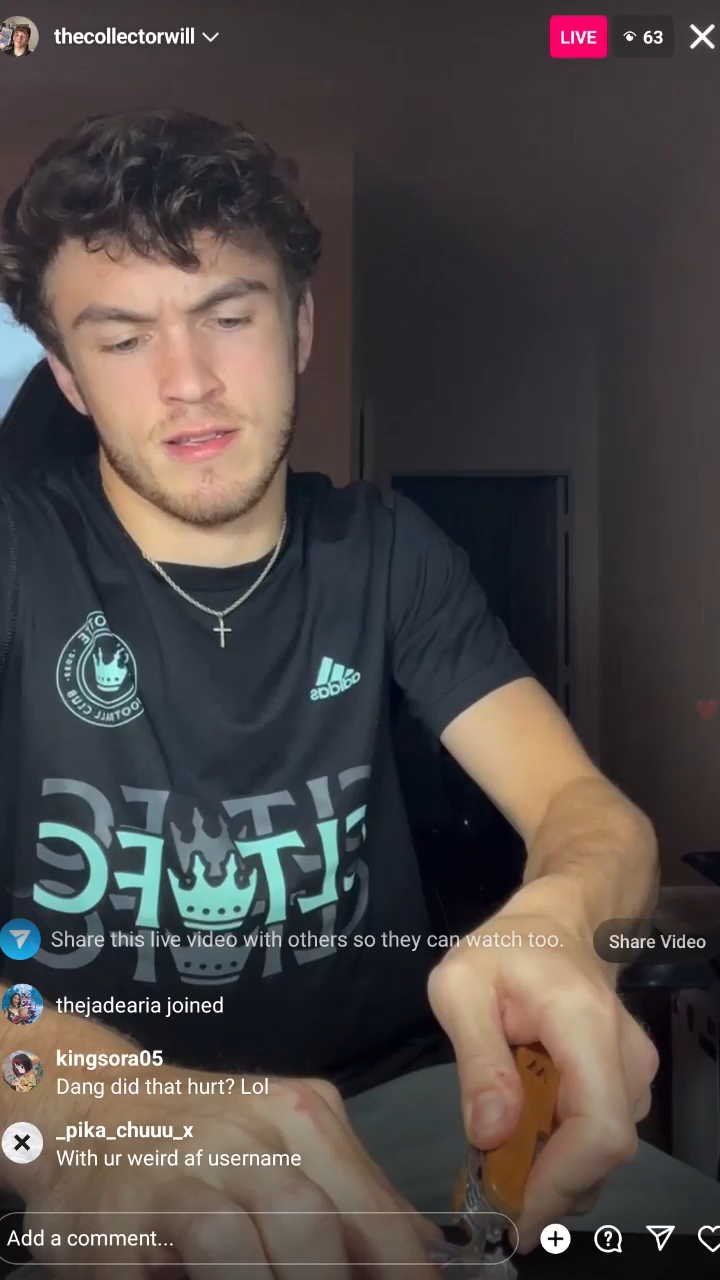 thecollectorwill
LIVE
63
adidas
CLTFC
Share this live video with others so they can watch too.
Share Video
thejadearia joined
kingsora05
Dang did that hurt? Lol
_pika_chuuu_x
With ur weird af username
Add a comment...